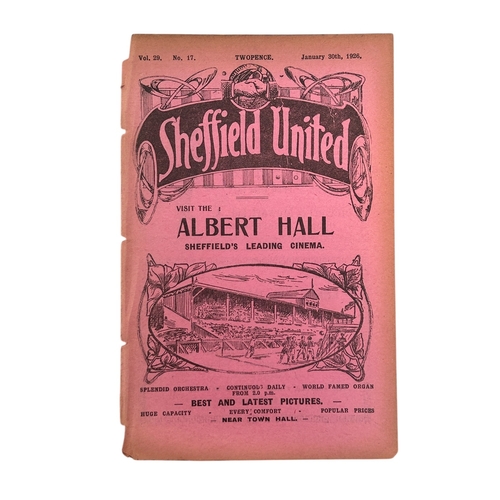 Vol. 29. No. 17. TWOPENCE. January 30th, 1926.
Sheffield United
VISIT THE
ALBERT HALL
SHEFFIELD'S LEADING CINEMA.
SPLENDID ORCHESTRA - CONTINUOUS DAILY - WORLD FAMED ORGAN
FROM 2.0 p.m.
— BEST AND LATEST PICTURES. —
HUGE CAPACITY - EVERY COMFORT - POPULAR PRICES
— NEAR TOWN HALL. —